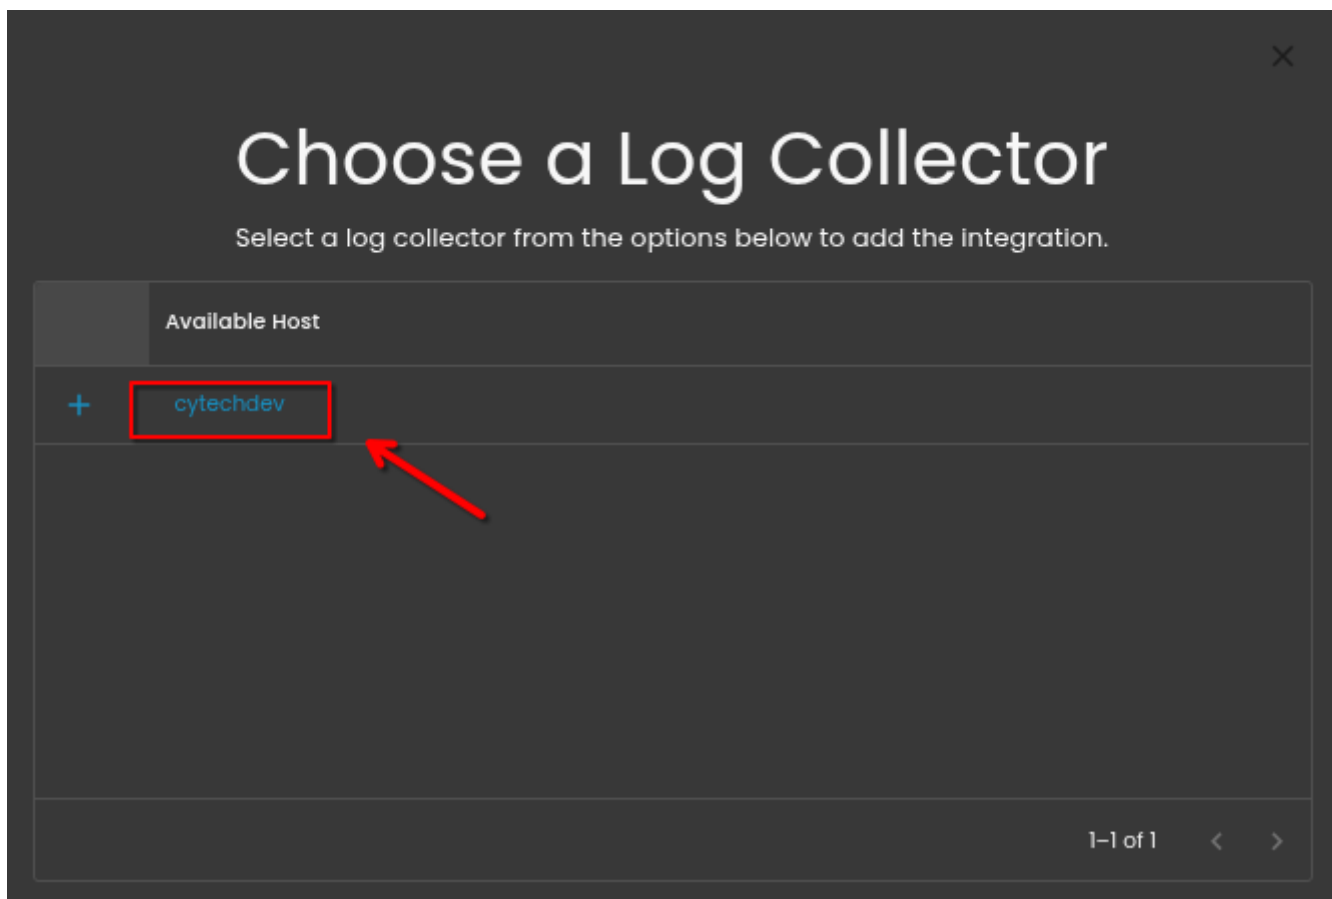 Choose a Log Collector
Select a log collector from the options below to add the integration.
Available Host
cytechdev
1–1 of 1